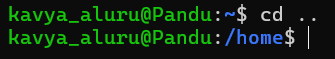 kavya_aluru@Pandu:~$ cd ..
kavya_aluru@Pandu:/home$